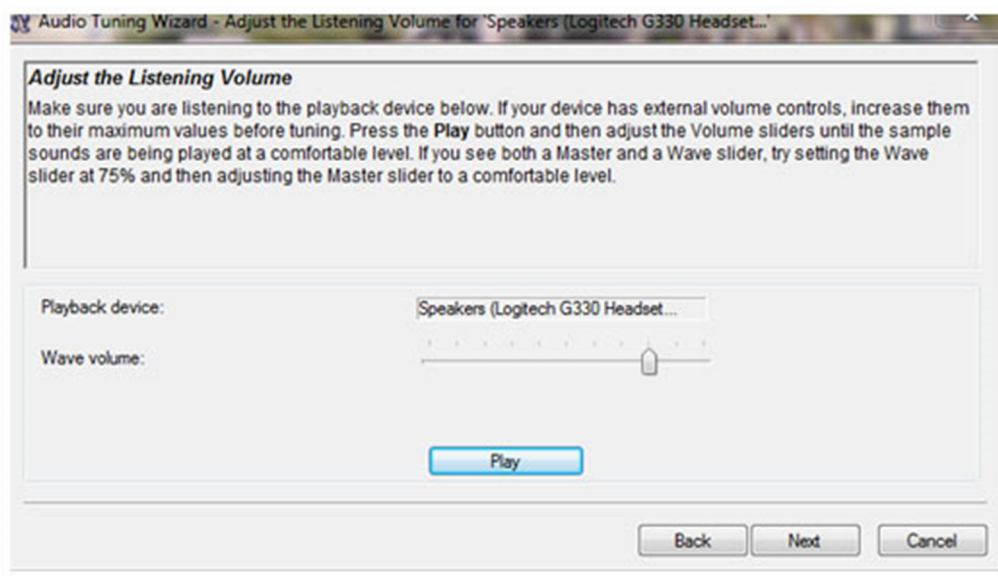 Audio Tuning Wizard - Adjust the Listening Volume for 'Speakers (Logitech G330 Headset...'
Adjust the Listening Volume
Make sure you are listening to the playback device below. If your device has external volume controls, increase them
to their maximum values before tuning. Press the Play button and then adjust the Volume sliders until the sample
sounds are being played at a comfortable level. If you see both a Master and a Wave slider, try setting the Wave
slider at 75% and then adjusting the Master slider to a comfortable level.
Playback device:
Speakers (Logitech G330 Headset...
Wave volume:
Play
Back
Next
Cancel